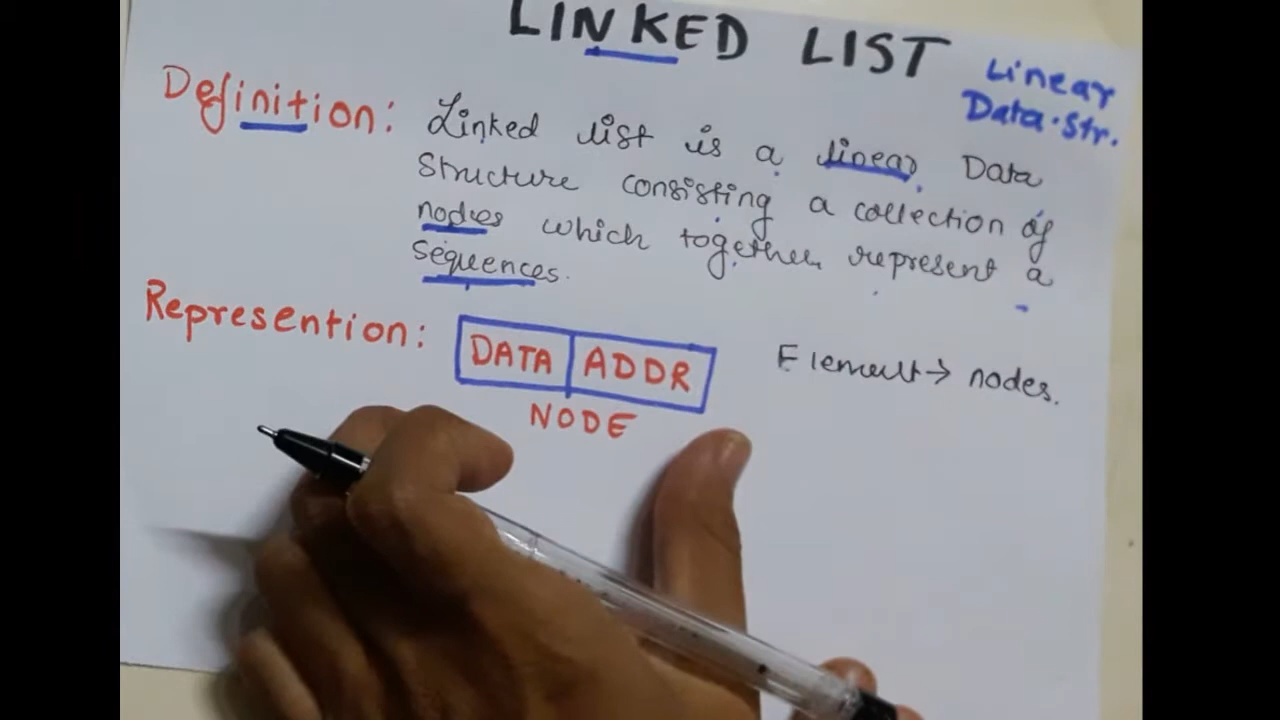 LINKED LIST
Linear
Data.Str.
Definition: Linked list is a linear Data
Structure consisting a collection of
nodes which together represent a
sequences.
Represention: DATA ADDR
NODE
Element → nodes.